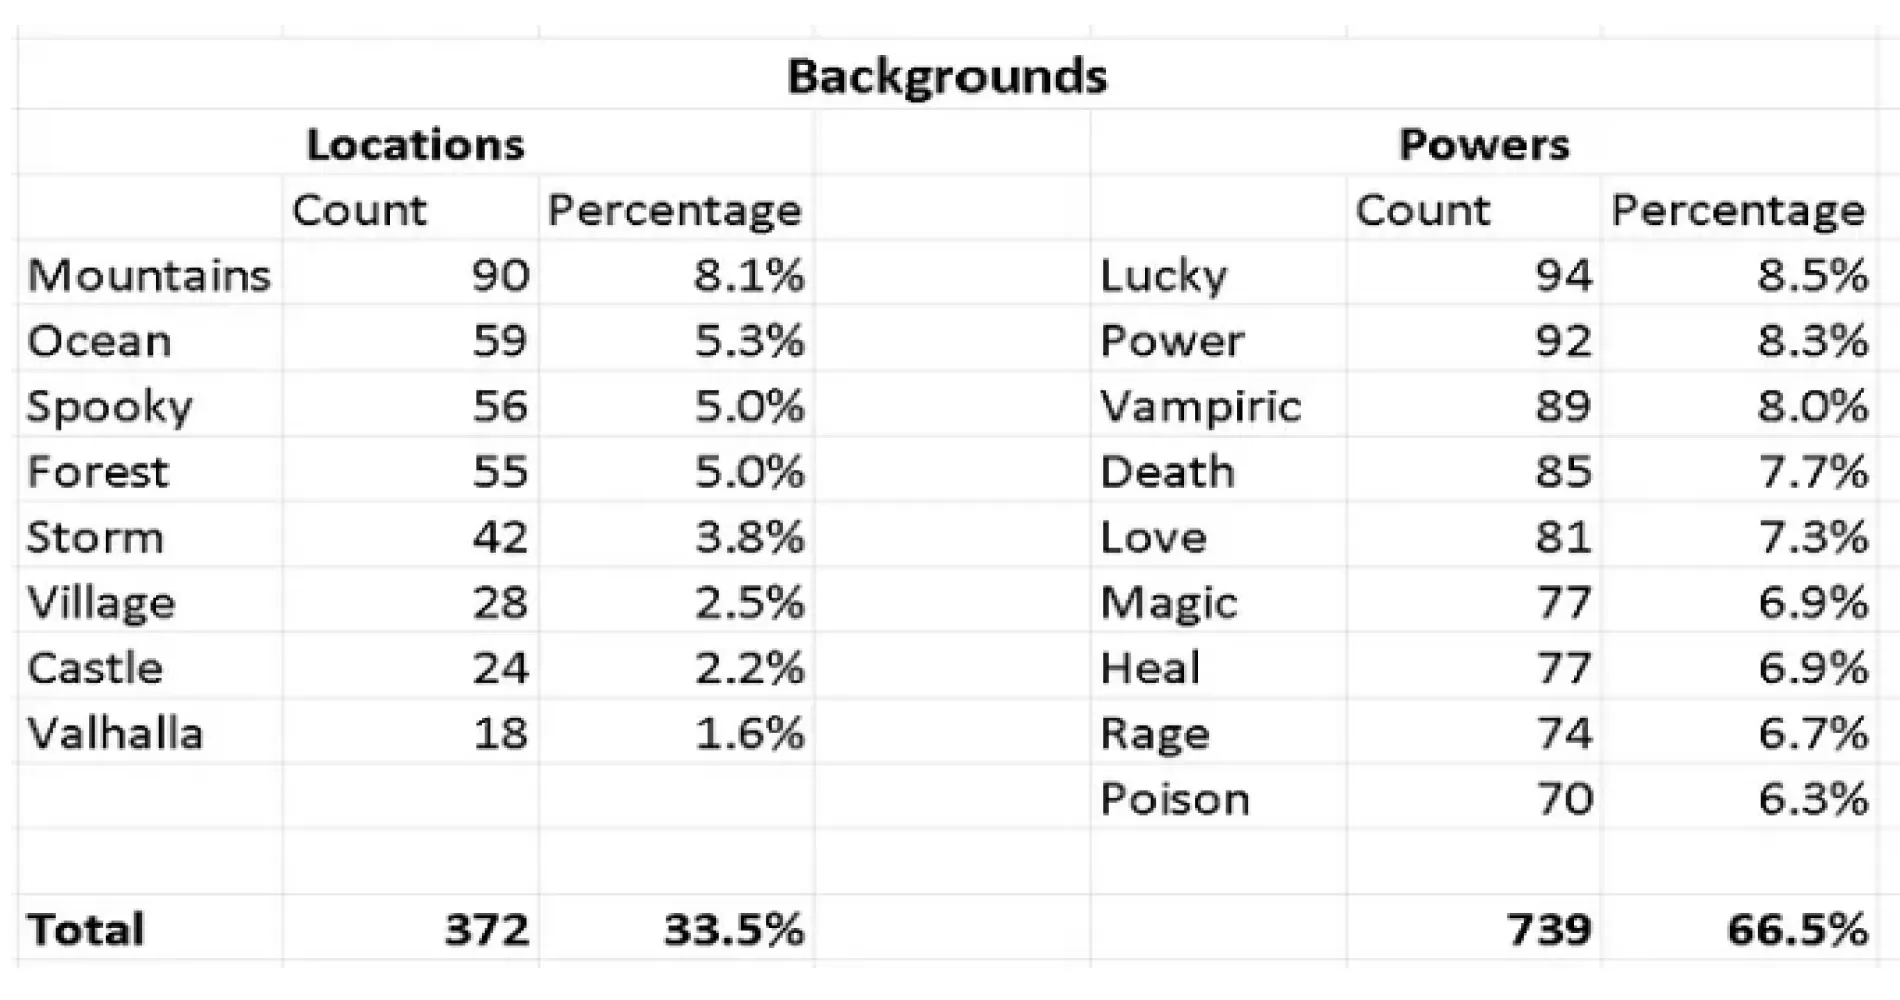 Backgrounds
Locations Powers
Count Percentage Count Percentage
Mountains 90 8.1% Lucky 94 8.5%
Ocean 59 5.3% Power 92 8.3%
Spooky 56 5.0% Vampiric 89 8.0%
Forest 55 5.0% Death 85 7.7%
Storm 42 3.8% Love 81 7.3%
Village 28 2.5% Magic 77 6.9%
Castle 24 2.2% Heal 77 6.9%
Valhalla 18 1.6% Rage 74 6.7%
Poison 70 6.3%
Total 372 33.5% 739 66.5%